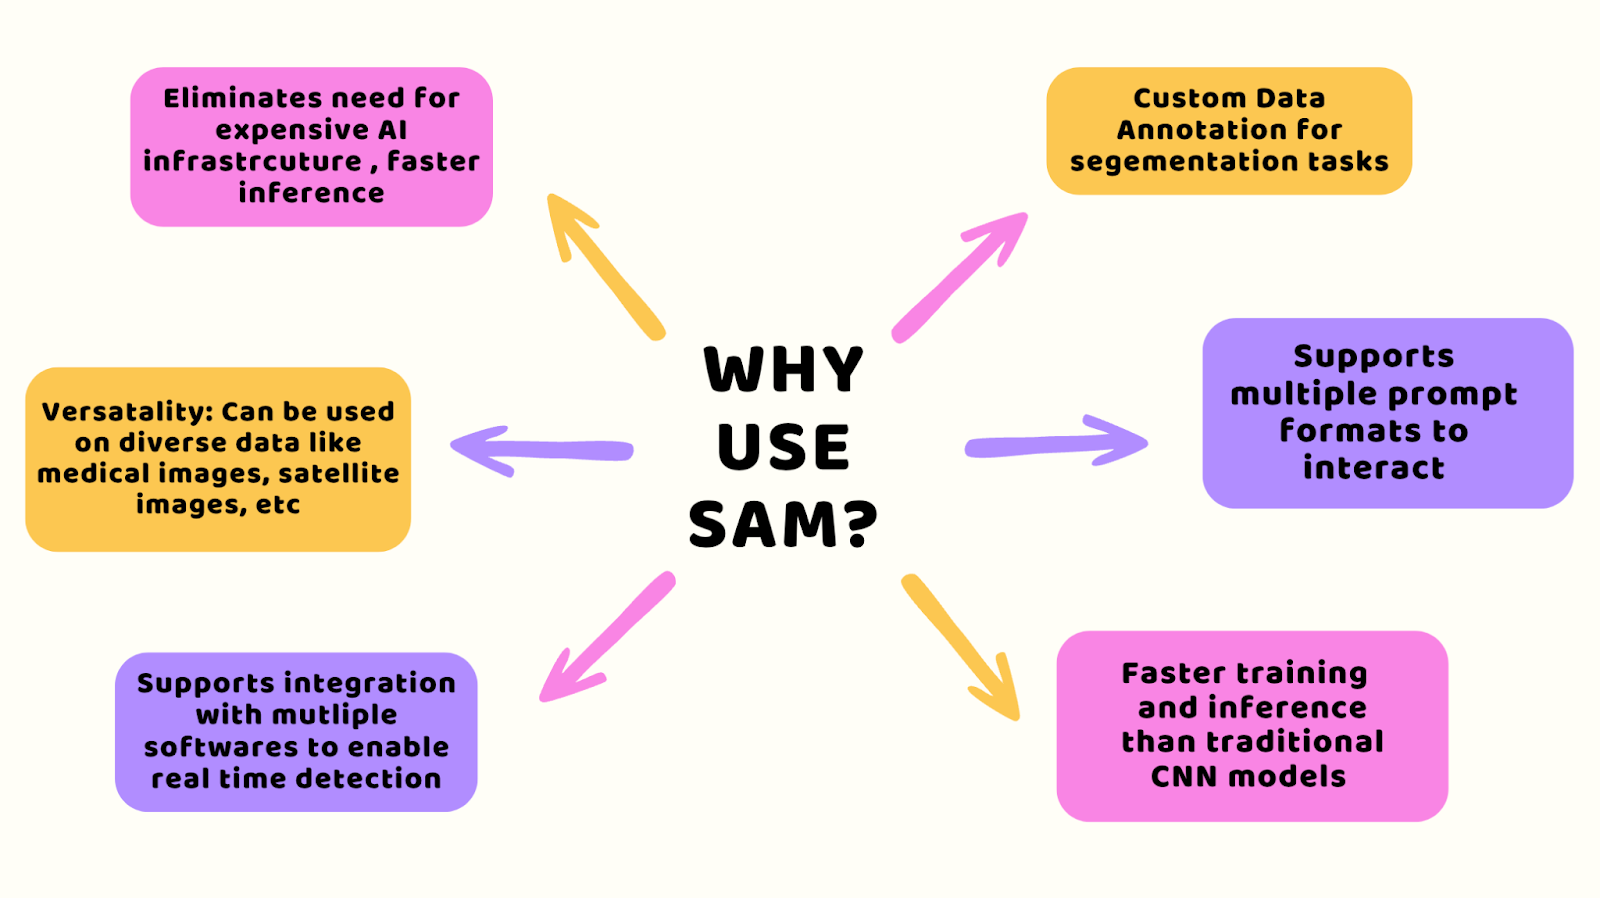 Eliminates need for
expensive AI
infrastrcuture , faster
inference
Custom Data
Annotation for
segementation tasks
WHY
USE
SAM?
Versatality: Can be used
on diverse data like
medical images, satellite
images, etc
Supports
multiple prompt
formats to
interact
Supports integration
with mutliple
softwares to enable
real time detection
Faster training
and inference
than traditional
CNN models